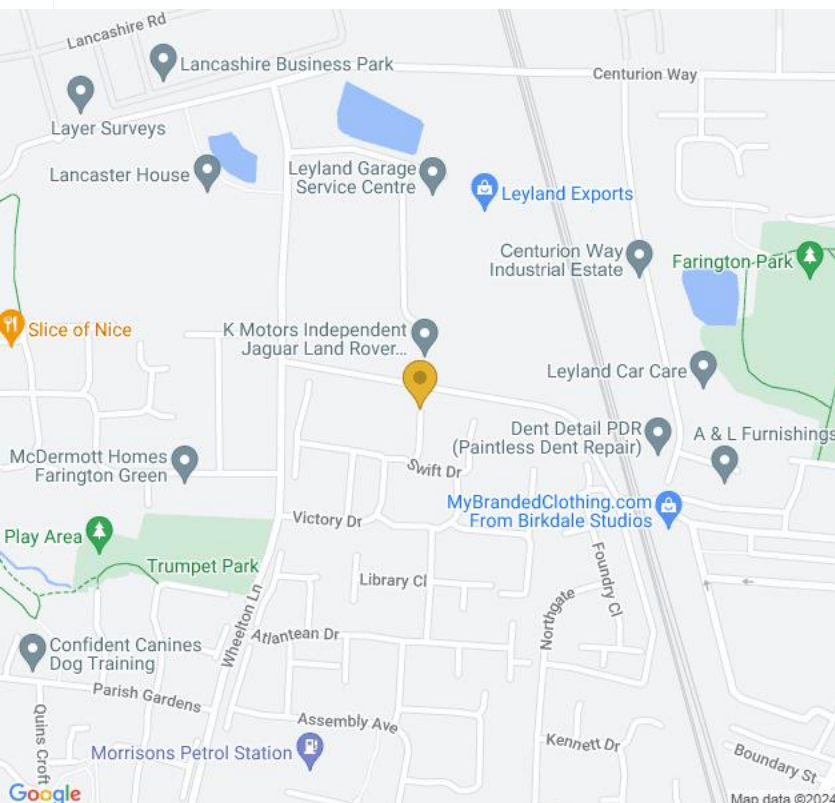 Lancashire Rd
Lancashire Business Park
Centurion Way
Layer Surveys
Lancaster House
Leyland Garage
Service Centre
Leyland Exports
Centurion Way
Industrial Estate
Farington Park
Slice of Nice
K Motors Independent
Jaguar Land Rover...
Leyland Car Care
Dent Detail PDR
(Paintless Dent Repair)
A & L Furnishings
McDermott Homes
Farington Green
Swift Dr
MyBrandedClothing.com
From Birkdale Studios
Victory Dr
Play Area
Trumpet Park
Library Cl
Foundry Cl
Northgate
Wheelton Ln
Atlantean Dr
Confident Canines
Dog Training
Parish Gardens
Quins Croft
Assembly Ave
Morrisons Petrol Station
Kennett Dr
Boundary St
Google
Map data ©2024